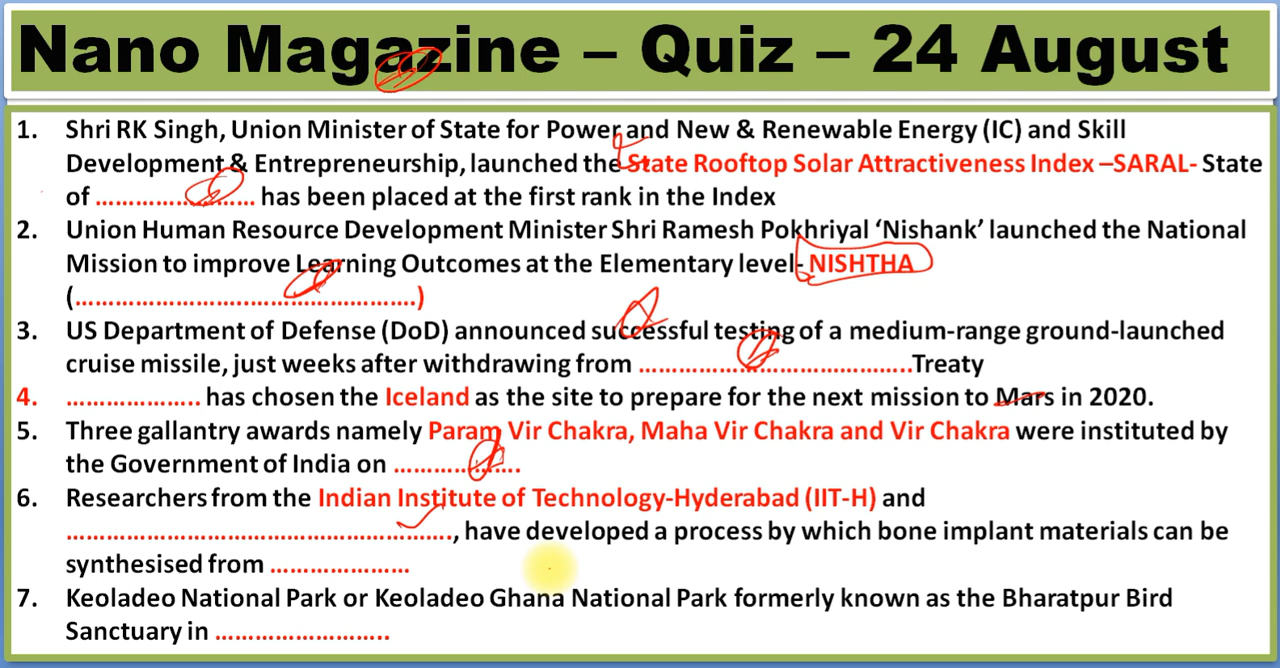 Nano Magazine – Quiz – 24 August
1. Shri RK Singh, Union Minister of State for Power and New & Renewable Energy (IC) and Skill
Development & Entrepreneurship, launched the State Rooftop Solar Attractiveness Index –SARAL- State
of ........................ has been placed at the first rank in the Index
2. Union Human Resource Development Minister Shri Ramesh Pokhriyal ‘Nishank’ launched the National
Mission to improve Learning Outcomes at the Elementary level- NISHTHA
(....................................................)
3. US Department of Defense (DoD) announced successful testing of a medium-range ground-launched
cruise missile, just weeks after withdrawing from .........................................Treaty
4. .................... has chosen the Iceland as the site to prepare for the next mission to Mars in 2020.
5. Three gallantry awards namely Param Vir Chakra, Maha Vir Chakra and Vir Chakra were instituted by
the Government of India on ...................
6. Researchers from the Indian Institute of Technology-Hyderabad (IIT-H) and
.........................................................., have developed a process by which bone implant materials can be
synthesised from .....................
7. Keoladeo National Park or Keoladeo Ghana National Park formerly known as the Bharatpur Bird
Sanctuary in ..........................